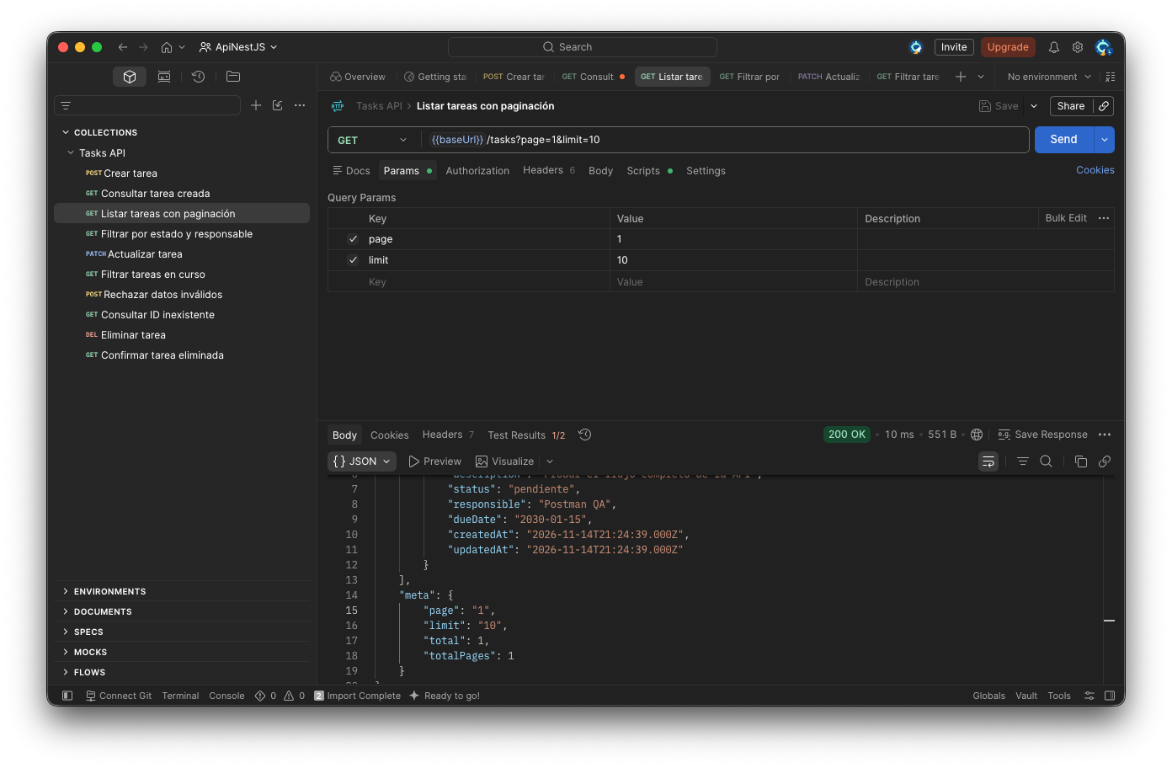 ApiNestJS
Search
Invite
Upgrade
Overview
Getting sta
POST Crear tar
GET Consult
GET Listar tare
GET Filtrar por
PATCH Actualiz
GET Filtrar tare
No environment
COLLECTIONS
Tasks API
POST Crear tarea
GET Consultar tarea creada
GET Listar tareas con paginación
GET Filtrar por estado y responsable
PATCH Actualizar tarea
GET Filtrar tareas en curso
POST Rechazar datos inválidos
GET Consultar ID inexistente
DEL Eliminar tarea
GET Confirmar tarea eliminada
ENVIRONMENTS
DOCUMENTS
SPECS
MOCKS
FLOWS
HTTP Tasks API > Listar tareas con paginación
Save
Share
GET
{{baseUrl}} /tasks?page=1&limit=10
Send
Docs
Params
Authorization
Headers 6
Body
Scripts
Settings
Cookies
Query Params
Key Value Description Bulk Edit
page 1
limit 10
Key Value Description
Body
Cookies
Headers 7
Test Results 1/2
200 OK
10 ms
551 B
e.g. Save Response
{} JSON
Preview
Visualize
7 "status": "pendiente",
8 "responsible": "Postman QA",
9 "dueDate": "2030-01-15",
10 "createdAt": "2026-11-14T21:24:39.000Z",
11 "updatedAt": "2026-11-14T21:24:39.000Z"
12 }
13 ],
14 "meta": {
15 "page": "1",
16 "limit": "10",
17 "total": 1,
18 "totalPages": 1
19 }
Connect Git
Terminal
Console
0
0
2 Import Complete
Ready to go!
Globals
Vault
Tools